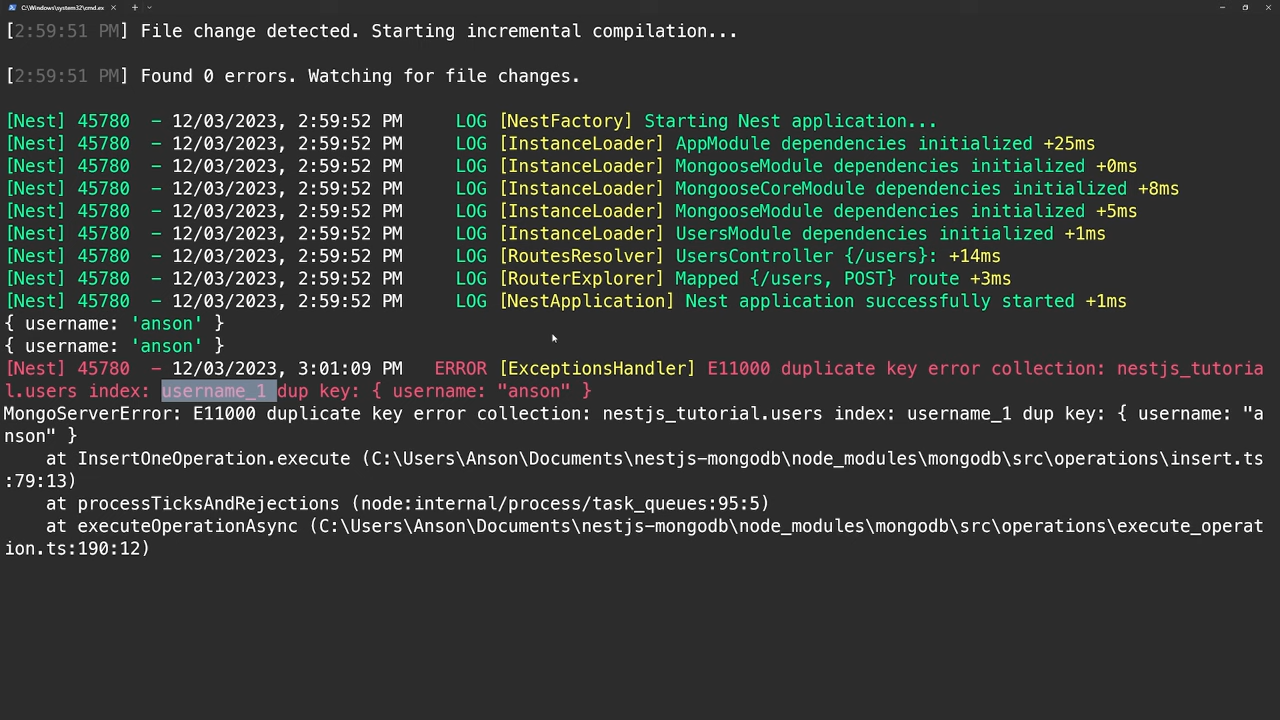 C:\Windows\system32\cmd.ex
[2:59:51 PM] File change detected. Starting incremental compilation...
[2:59:51 PM] Found 0 errors. Watching for file changes.
[Nest] 45780  - 12/03/2023, 2:59:52 PM     LOG [NestFactory] Starting Nest application...
[Nest] 45780  - 12/03/2023, 2:59:52 PM     LOG [InstanceLoader] AppModule dependencies initialized +25ms
[Nest] 45780  - 12/03/2023, 2:59:52 PM     LOG [InstanceLoader] MongooseModule dependencies initialized +0ms
[Nest] 45780  - 12/03/2023, 2:59:52 PM     LOG [InstanceLoader] MongooseCoreModule dependencies initialized +8ms
[Nest] 45780  - 12/03/2023, 2:59:52 PM     LOG [InstanceLoader] MongooseModule dependencies initialized +5ms
[Nest] 45780  - 12/03/2023, 2:59:52 PM     LOG [InstanceLoader] UsersModule dependencies initialized +1ms
[Nest] 45780  - 12/03/2023, 2:59:52 PM     LOG [RoutesResolver] UsersController {/users}: +14ms
[Nest] 45780  - 12/03/2023, 2:59:52 PM     LOG [RouterExplorer] Mapped {/users, POST} route +3ms
[Nest] 45780  - 12/03/2023, 2:59:52 PM     LOG [NestApplication] Nest application successfully started +1ms
{ username: 'anson' }
{ username: 'anson' }
[Nest] 45780  - 12/03/2023, 3:01:09 PM   ERROR [ExceptionsHandler] E11000 duplicate key error collection: nestjs_tutoria
l.users index: username_1 dup key: { username: "anson" }
MongoServerError: E11000 duplicate key error collection: nestjs_tutorial.users index: username_1 dup key: { username: "a
nson" }
    at InsertOneOperation.execute (C:\Users\Anson\Documents\nestjs-mongodb\node_modules\mongodb\src\operations\insert.ts
:79:13)
    at processTicksAndRejections (node:internal/process/task_queues:95:5)
    at executeOperationAsync (C:\Users\Anson\Documents\nestjs-mongodb\node_modules\mongodb\src\operations\execute_operat
ion.ts:190:12)